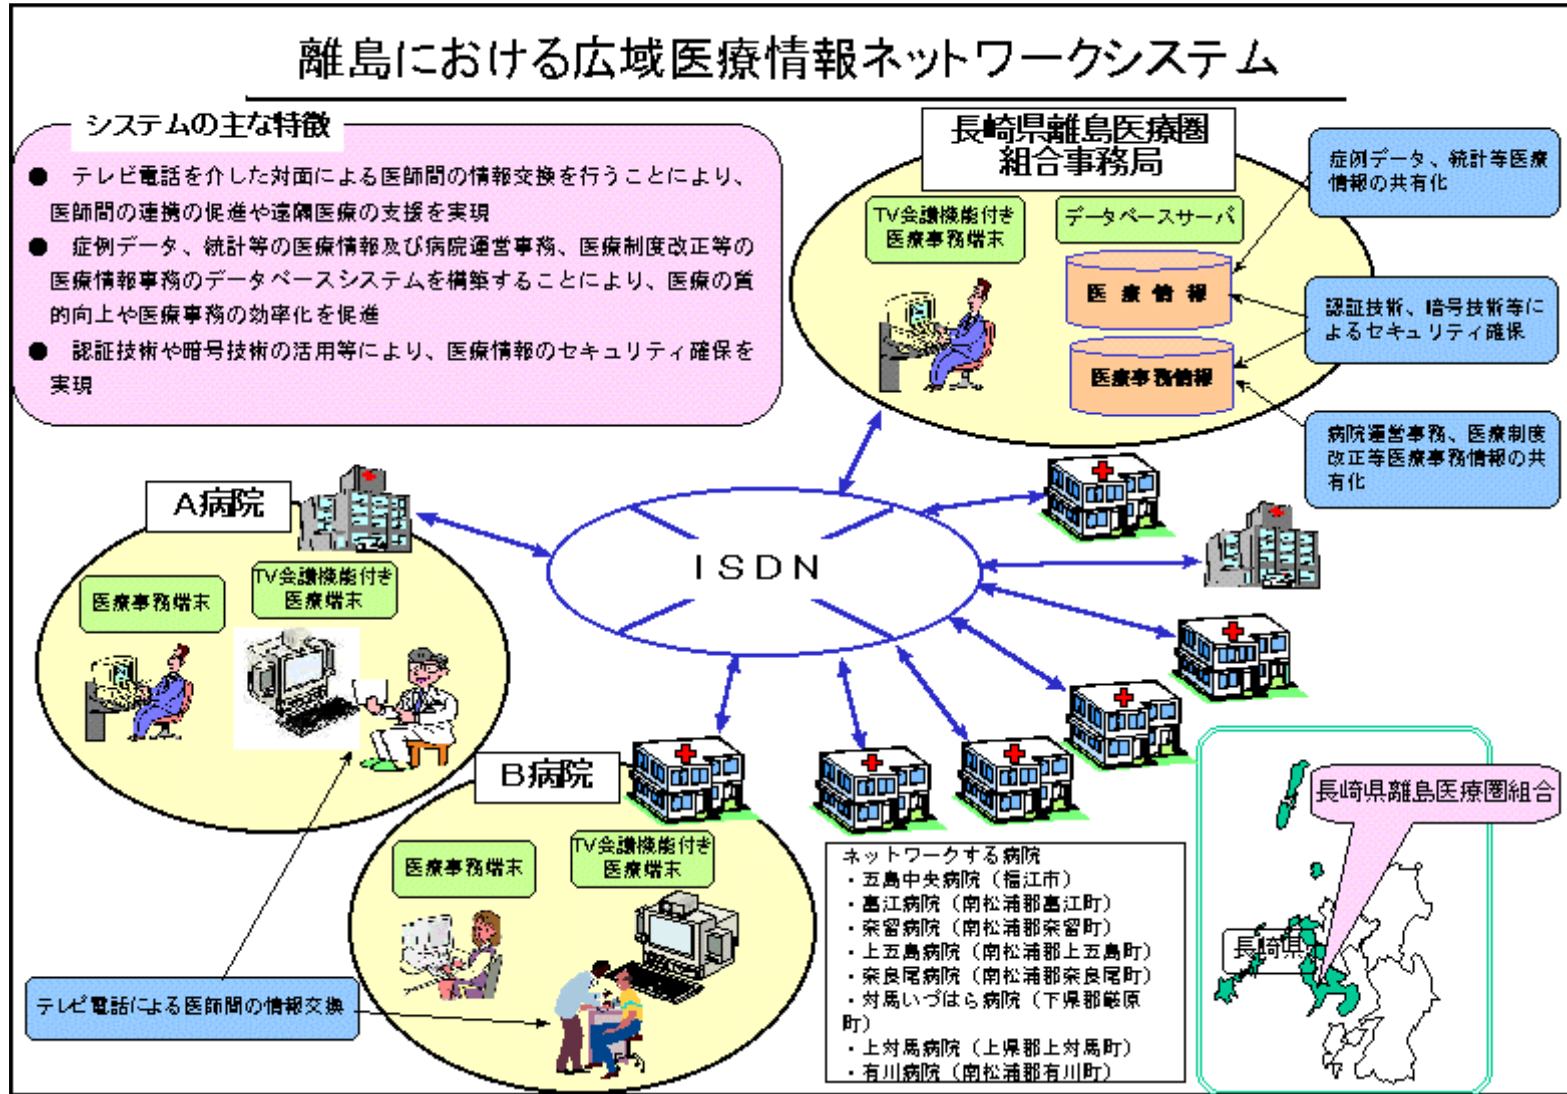 離島における広域医療情報ネットワークシステム
システムの主な特徴
● テレビ電話を介した対面による医師間の情報交換を行うことにより、
医師間の連携の促進や遠隔医療の支援を実現
● 症例データ、統計等の医療情報及び病院運営事務、医療制度改正等の
医療情報事務のデータベースシステムを構築することにより、医療の質
的向上や医療事務の効率化を促進
● 認証技術や暗号技術の活用等により、医療情報のセキュリティ確保を
実現
長崎県離島医療圏
組合事務局
TV会議機能付き
医療事務端末
データベースサーバ
医療情報
医療事務情報
症例データ、統計等医療
情報の共有化
認証技術、暗号技術等に
よるセキュリティ確保
病院運営事務、医療制度
改正等医療事務情報の共
有化
A病院
医療事務端末
TV会議機能付き
医療端末
ISDN
B病院
医療事務端末
TV会議機能付き
医療端末
テレビ電話による医師間の情報交換
ネットワークする病院
・五島中央病院（福江市）
・富江病院（南松浦郡富江町）
・奈留病院（南松浦郡奈留町）
・上五島病院（南松浦郡上五島町）
・奈良尾病院（南松浦郡奈良尾町）
・対馬いづはら病院（下県郡厳原
町）
・上対馬病院（上県郡上対馬町）
・有川病院（南松浦郡有川町）
長崎県離島医療圏組合
長崎県